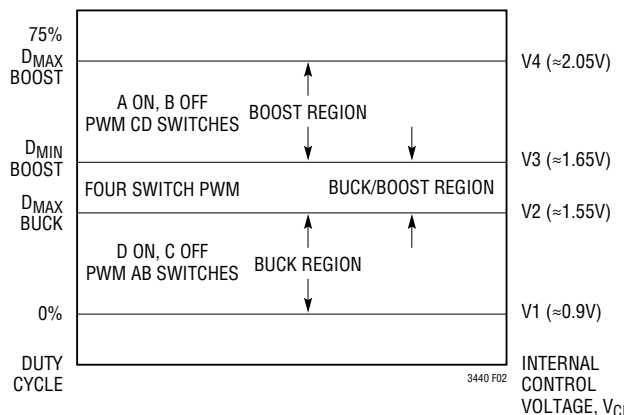 75%
DMAX
BOOST
V4 (≈2.05V)
A ON, B OFF
PWM CD SWITCHES
BOOST REGION
DMIN
BOOST
V3 (≈1.65V)
FOUR SWITCH PWM
BUCK/BOOST REGION
DMAX
BUCK
V2 (≈1.55V)
D ON, C OFF
PWM AB SWITCHES
BUCK REGION
0%
V1 (≈0.9V)
DUTY
CYCLE
3440 F02
INTERNAL
CONTROL
VOLTAGE,